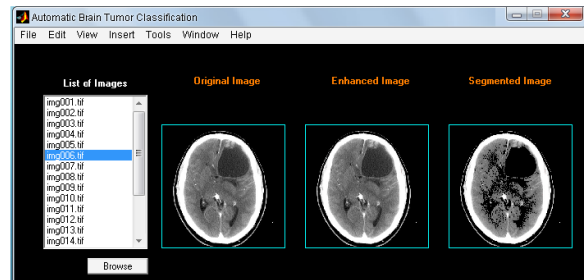 Automatic Brain Tumor Classification
File Edit View Insert Tools Window Help
List of Images
Original Image
Enhanced Image
Segmented Image
img001.tif
img002.tif
img003.tif
img004.tif
img005.tif
img006.tif
img007.tif
img008.tif
img009.tif
img010.tif
img011.tif
img012.tif
img013.tif
img014.tif
Browse